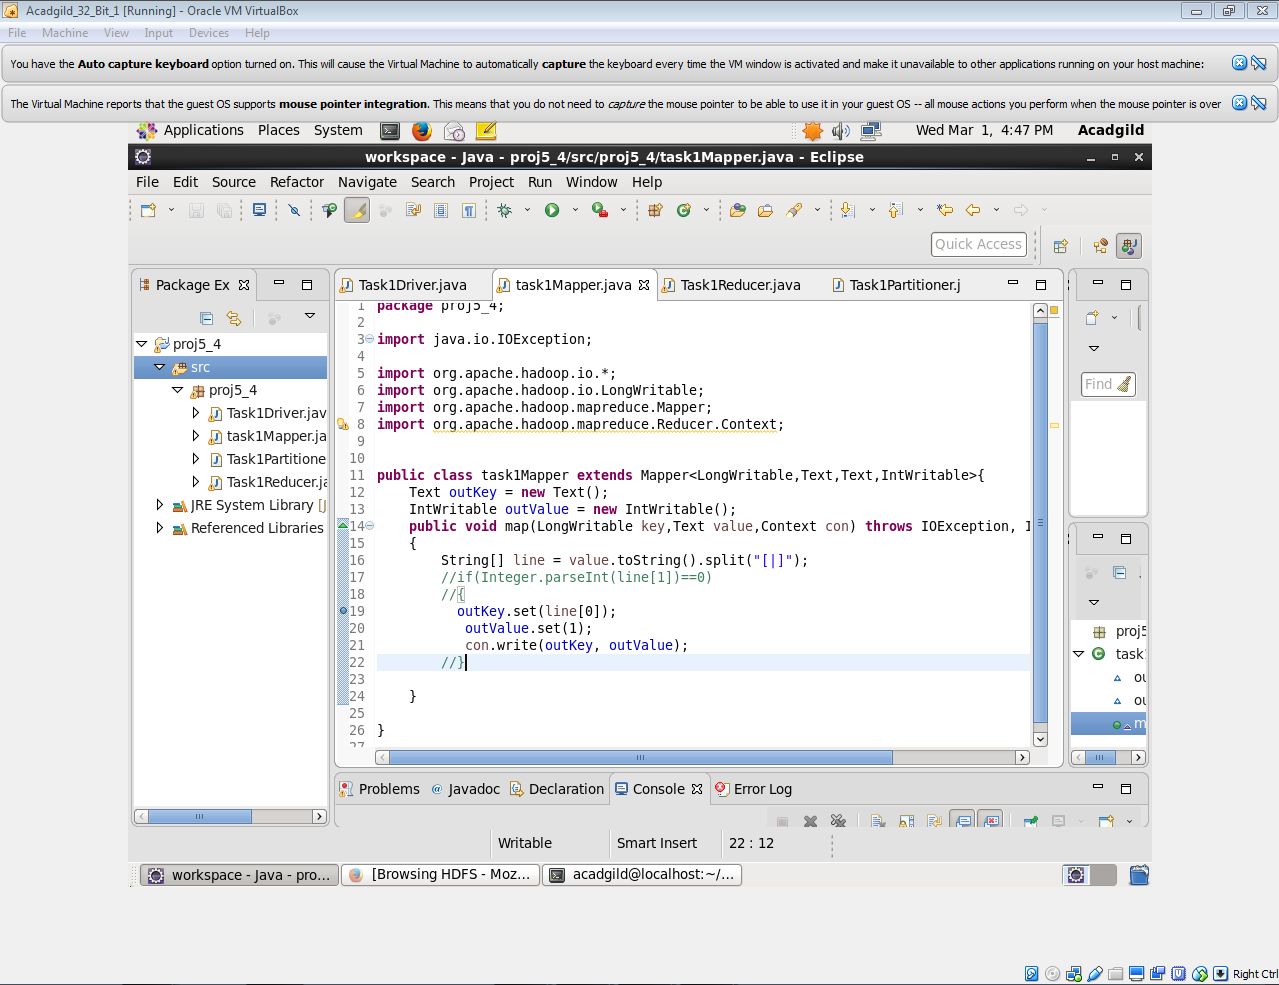 Acadgild_32_Bit_1 [Running] - Oracle VM VirtualBox
File Machine View Input Devices Help
You have the Auto capture keyboard option turned on. This will cause the Virtual Machine to automatically capture the keyboard every time the VM window is activated and make it unavailable to other applications running on your host machine:
The Virtual Machine reports that the guest OS supports mouse pointer integration. This means that you do not need to capture the mouse pointer to be able to use it in your guest OS -- all mouse actions you perform when the mouse pointer is over
Applications Places System Wed Mar 1, 4:47 PM Acadgild
workspace - Java - proj5_4/src/proj5_4/task1Mapper.java - Eclipse
File Edit Source Refactor Navigate Search Project Run Window Help
Quick Access
Package Ex
Task1Driver.java task1Mapper.java Task1Reducer.java Task1Partitioner.j
proj5_4
src
proj5_4
Task1Driver.jav
task1Mapper.ja
Task1Partitione
Task1Reducer.ja
JRE System Library [J
Referenced Libraries
1 package proj5_4;
2
3 import java.io.IOException;
4
5 import org.apache.hadoop.io.*;
6 import org.apache.hadoop.io.LongWritable;
7 import org.apache.hadoop.mapreduce.Mapper;
8 import org.apache.hadoop.mapreduce.Reducer.Context;
9
10
11 public class task1Mapper extends Mapper<LongWritable,Text,Text,IntWritable>{
12 Text outKey = new Text();
13 IntWritable outValue = new IntWritable();
14 public void map(LongWritable key,Text value,Context con) throws IOException, I
15 {
16 String[] line = value.toString().split("[|]");
17 //if(Integer.parseInt(line[1])==0)
18 //{
19 outKey.set(line[0]);
20 outValue.set(1);
21 con.write(outKey, outValue);
22 //}
23
24 }
25
26 }
27
Find
proj5
task
ou
ou
m
Problems Javadoc Declaration Console Error Log
Writable Smart Insert 22 : 12
workspace - Java - pro... [Browsing HDFS - Moz... acadgild@localhost:~/...
Right Ctrl